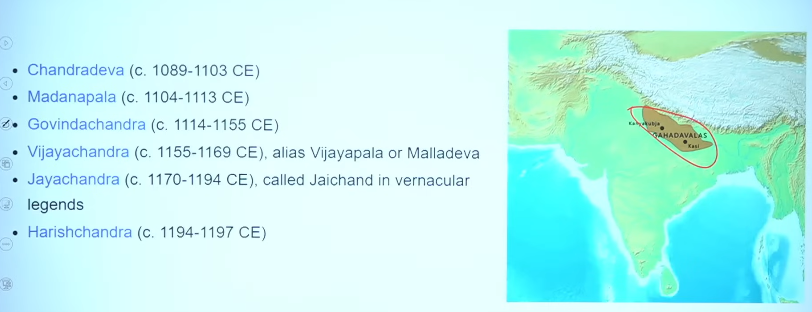 • Chandradeva (c. 1089-1103 CE)
• Madanapala (c. 1104-1113 CE)
• Govindachandra (c. 1114-1155 CE)
• Vijayachandra (c. 1155-1169 CE), alias Vijayapala or Malladeva
• Jayachandra (c. 1170-1194 CE), called Jaichand in vernacular
legends
• Harishchandra (c. 1194-1197 CE)
Kanyakubja
GAHADAVALAS
Kasi